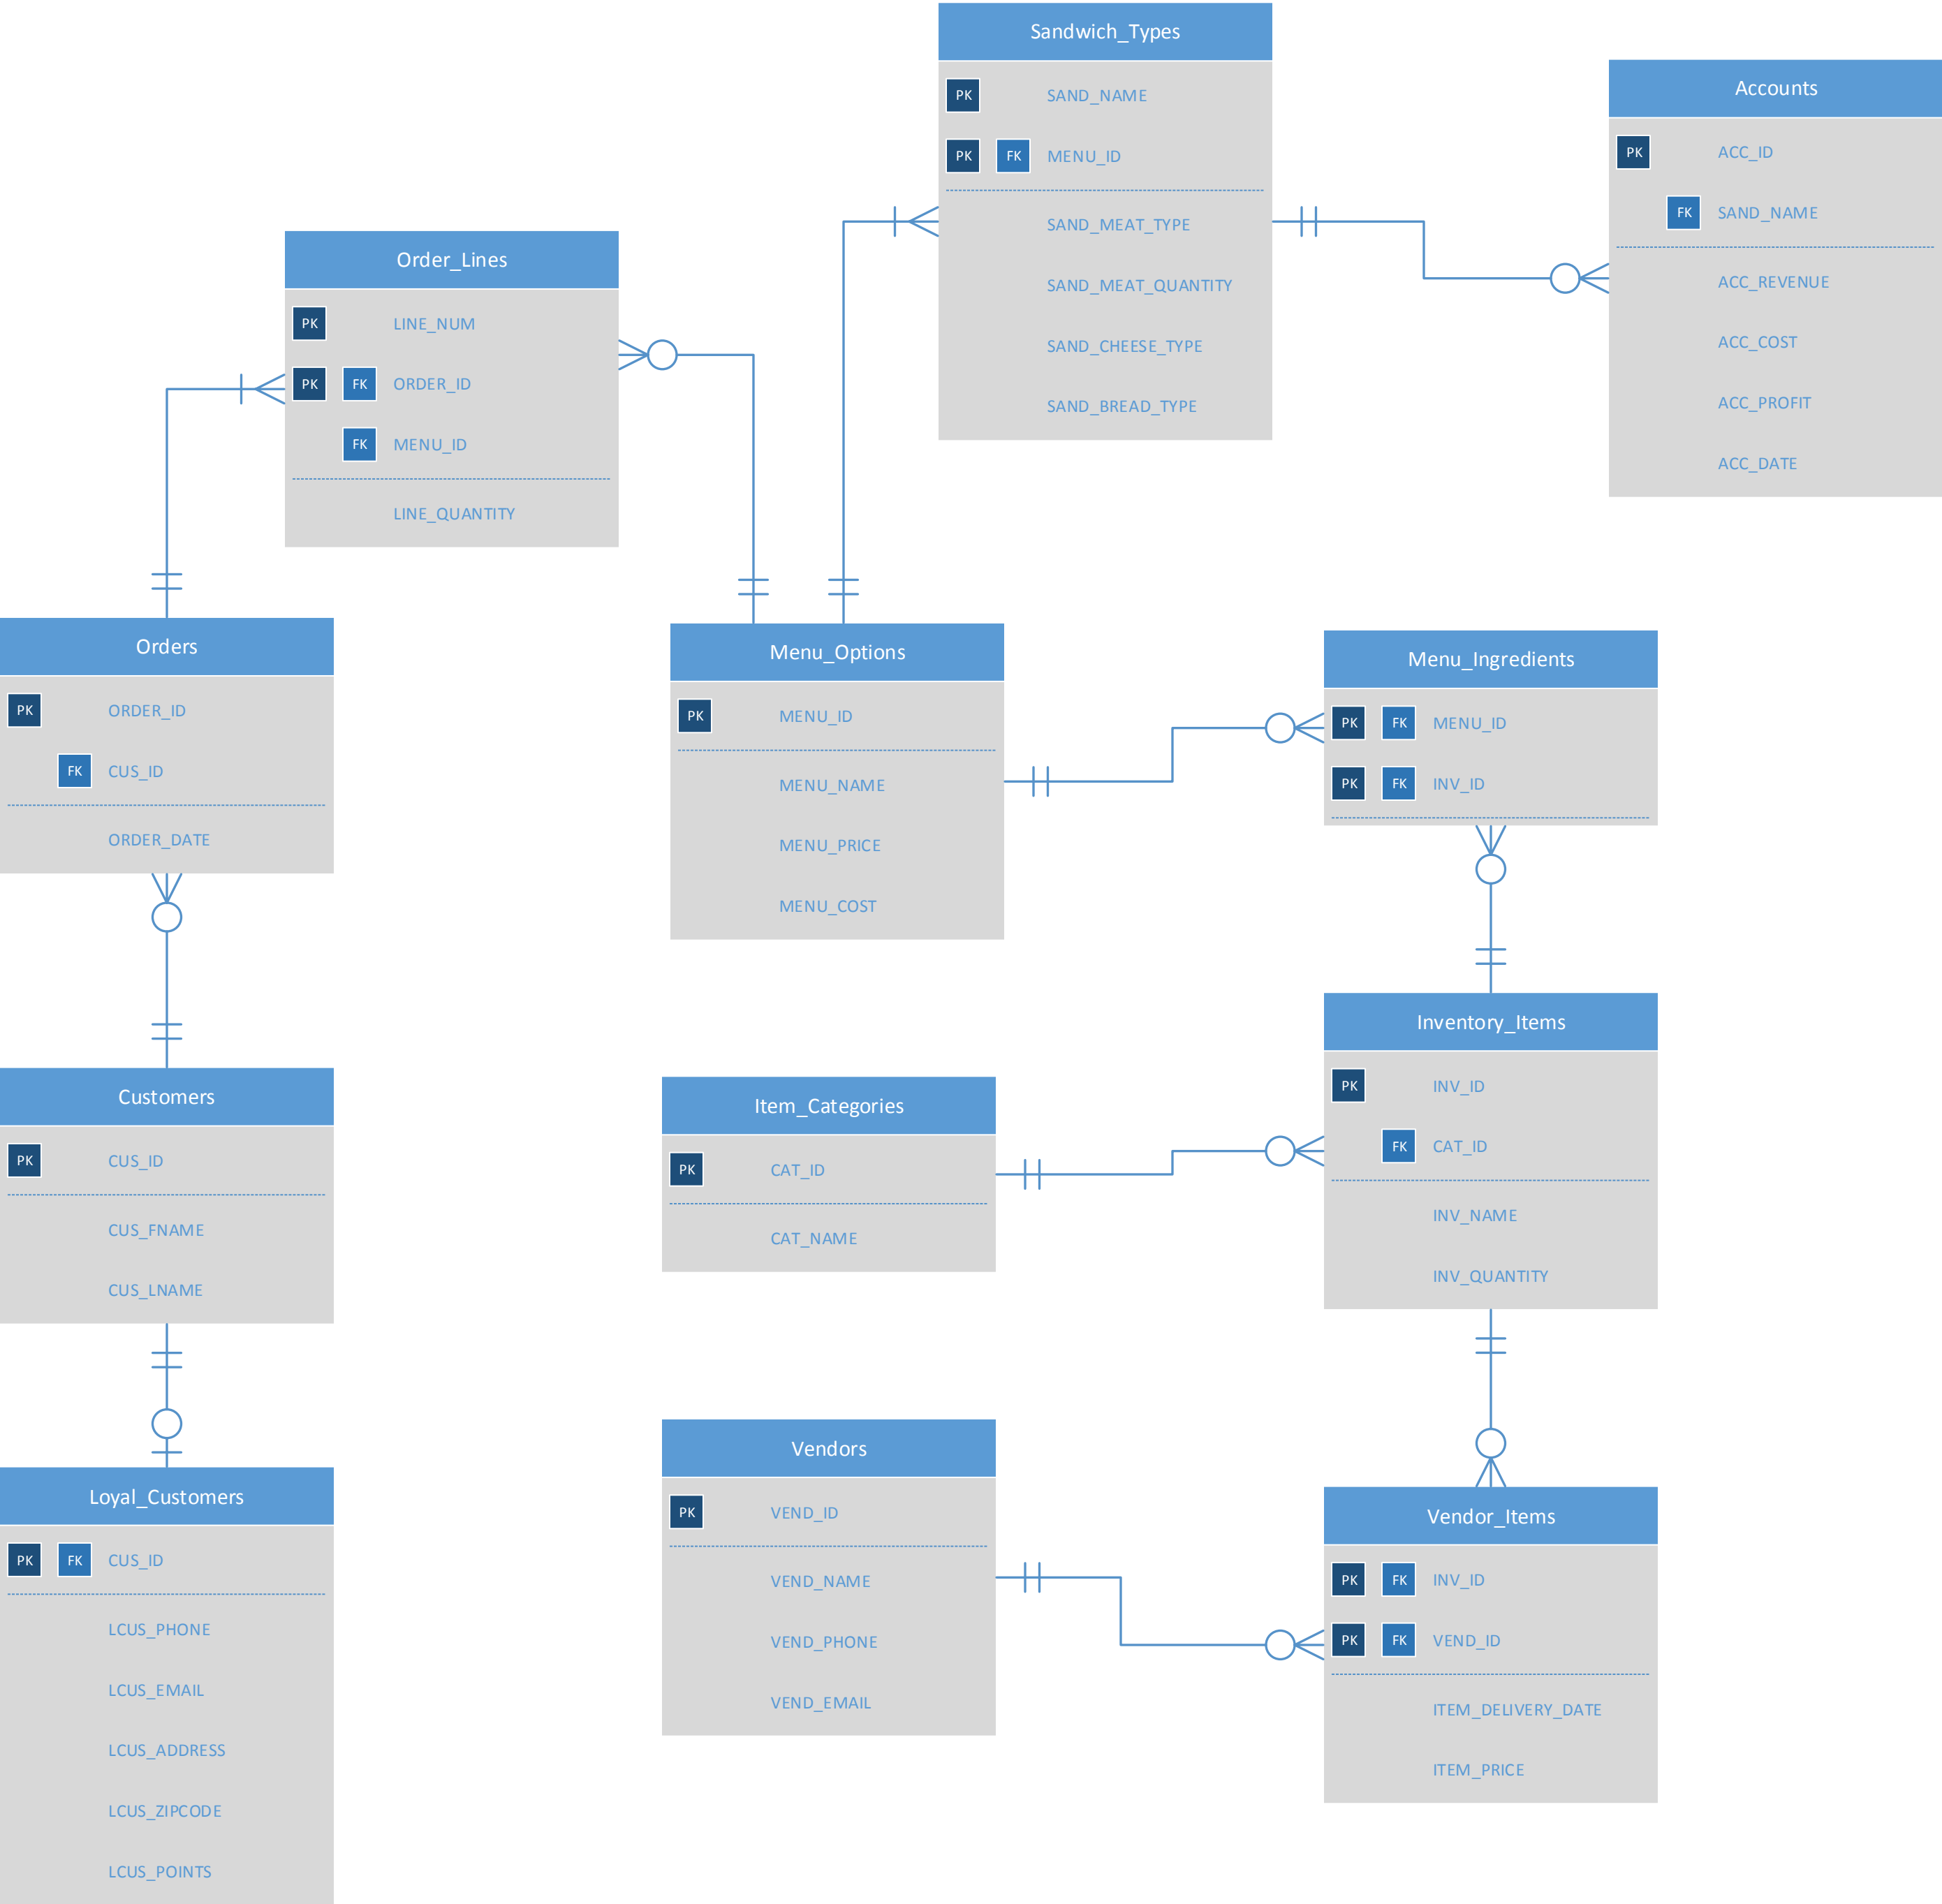 Sandwich_Types
PK SAND_NAME
PK FK MENU_ID
SAND_MEAT_TYPE
SAND_MEAT_QUANTITY
SAND_CHEESE_TYPE
SAND_BREAD_TYPE
Accounts
PK ACC_ID
FK SAND_NAME
ACC_REVENUE
ACC_COST
ACC_PROFIT
ACC_DATE
Order_Lines
PK LINE_NUM
PK FK ORDER_ID
FK MENU_ID
LINE_QUANTITY
Orders
PK ORDER_ID
FK CUS_ID
ORDER_DATE
Menu_Options
PK MENU_ID
MENU_NAME
MENU_PRICE
MENU_COST
Menu_Ingredients
PK FK MENU_ID
PK FK INV_ID
Customers
PK CUS_ID
CUS_FNAME
CUS_LNAME
Item_Categories
PK CAT_ID
CAT_NAME
Inventory_Items
PK INV_ID
FK CAT_ID
INV_NAME
INV_QUANTITY
Loyal_Customers
PK FK CUS_ID
LCUS_PHONE
LCUS_EMAIL
LCUS_ADDRESS
LCUS_ZIPCODE
LCUS_POINTS
Vendors
PK VEND_ID
VEND_NAME
VEND_PHONE
VEND_EMAIL
Vendor_Items
PK FK INV_ID
PK FK VEND_ID
ITEM_DELIVERY_DATE
ITEM_PRICE